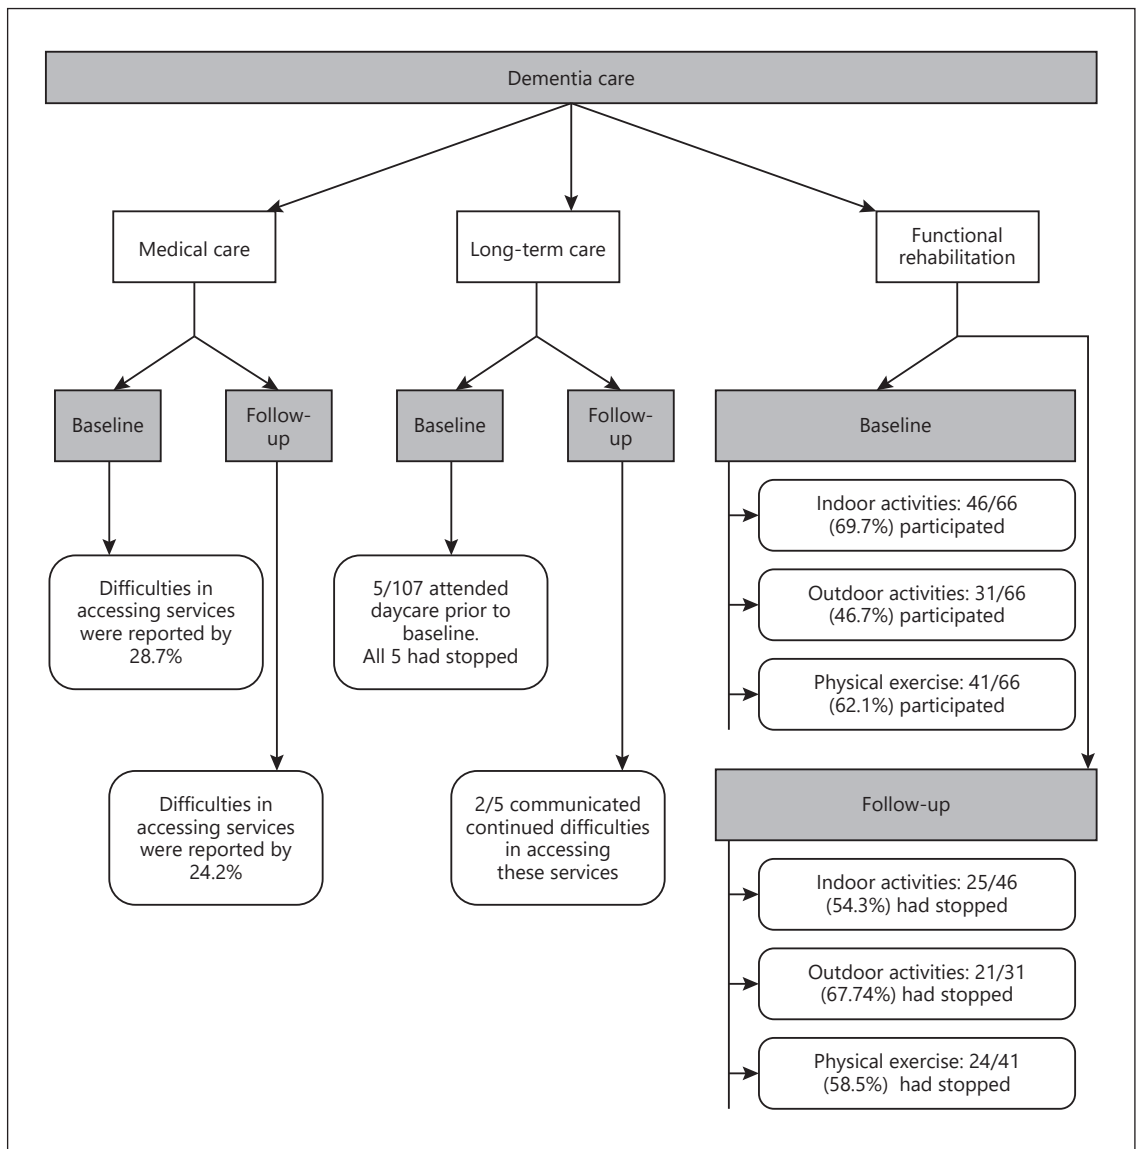 Dementia care
Medical care
Long-term care
Functional
rehabilitation
Baseline
Follow-
up
Baseline
Follow-
up
Baseline
Difficulties in
accessing services
were reported by
28.7%
5/107 attended
daycare prior to
baseline.
All 5 had stopped
Indoor activities: 46/66
(69.7%) participated
Outdoor activities: 31/66
(46.7%) participated
Physical exercise: 41/66
(62.1%) participated
Difficulties in
accessing services
were reported by
24.2%
2/5 communicated
continued difficulties
in accessing
these services
Follow-up
Indoor activities: 25/46
(54.3%) had stopped
Outdoor activities: 21/31
(67.74%) had stopped
Physical exercise: 24/41
(58.5%)  had stopped